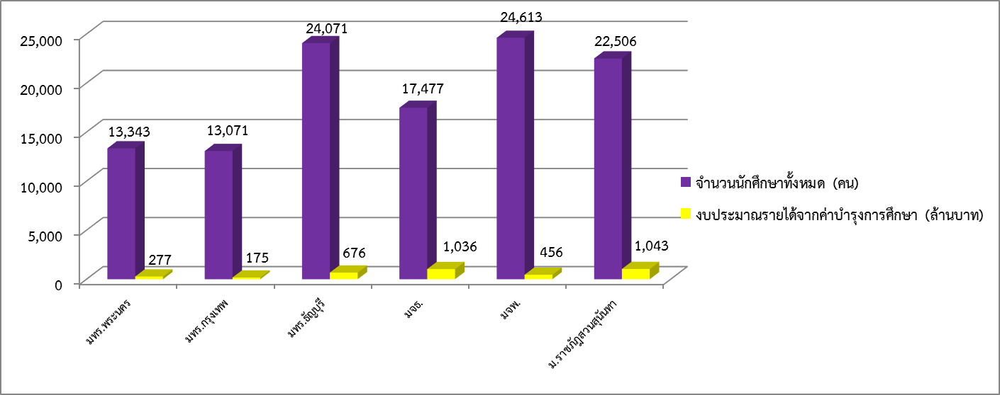 25,000
20,000
15,000
10,000
5,000
0
13,343
277
13,071
175
24,071
676
17,477
1,036
24,613
456
22,506
1,043
มทร.พระนคร
มทร.กรุงเทพ
มทร.ธัญบุรี
มจธ.
มจพ.
ม.ราชภัฏสวนสุนันทา
จำนวนนักศึกษาทั้งหมด (คน)
งบประมาณรายได้จากค่าบำรุงการศึกษา (ล้านบาท)